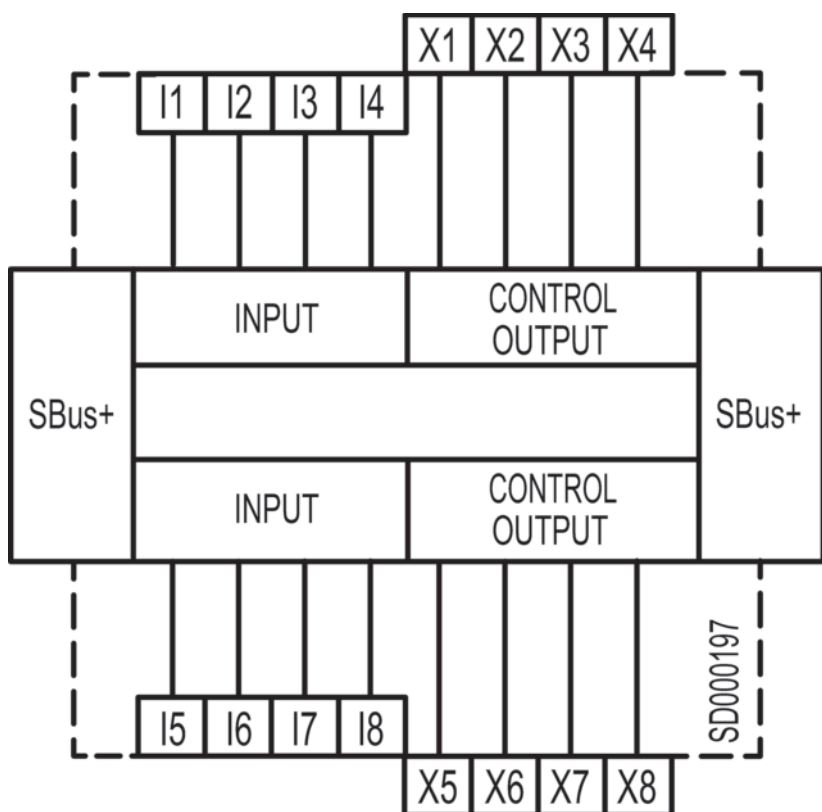 X1 X2 X3 X4
I1 I2 I3 I4
INPUT
CONTROL
OUTPUT
SBus+
SBus+
INPUT
CONTROL
OUTPUT
SD000197
I5 I6 I7 I8
X5 X6 X7 X8